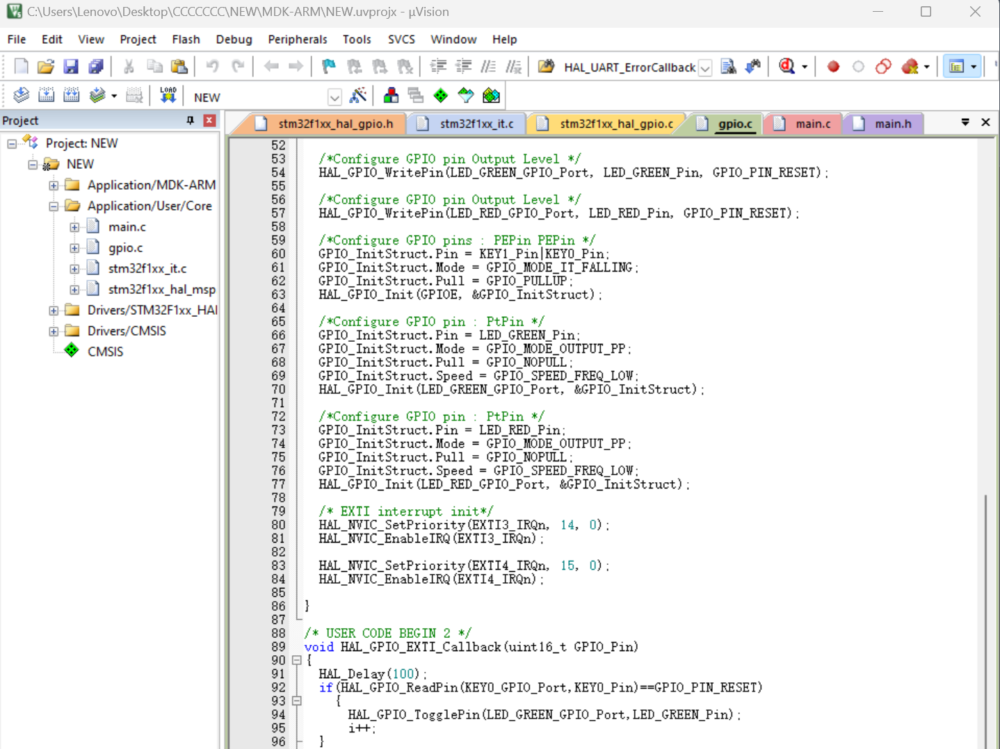 C:\Users\Lenovo\Desktop\CCCCCCC\NEW\MDK-ARM\NEW.uvprojx - µVision
File Edit View Project Flash Debug Peripherals Tools SVCS Window Help
HAL_UART_ErrorCallback
LOAD NEW
Project
stm32f1xx_hal_gpio.h stm32f1xx_it.c stm32f1xx_hal_gpio.c gpio.c main.c main.h
Project: NEW
NEW
Application/MDK-ARM
Application/User/Core
main.c
gpio.c
stm32f1xx_it.c
stm32f1xx_hal_msp
Drivers/STM32F1xx_HAI
Drivers/CMSIS
CMSIS
52
53 /*Configure GPIO pin Output Level */
54 HAL_GPIO_WritePin(LED_GREEN_GPIO_Port, LED_GREEN_Pin, GPIO_PIN_RESET);
55
56 /*Configure GPIO pin Output Level */
57 HAL_GPIO_WritePin(LED_RED_GPIO_Port, LED_RED_Pin, GPIO_PIN_RESET);
58
59 /*Configure GPIO pins : PEPin PEPin */
60 GPIO_InitStruct.Pin = KEY1_Pin|KEY0_Pin;
61 GPIO_InitStruct.Mode = GPIO_MODE_IT_FALLING;
62 GPIO_InitStruct.Pull = GPIO_PULLUP;
63 HAL_GPIO_Init(GPIOE, &GPIO_InitStruct);
64
65 /*Configure GPIO pin : PtPin */
66 GPIO_InitStruct.Pin = LED_GREEN_Pin;
67 GPIO_InitStruct.Mode = GPIO_MODE_OUTPUT_PP;
68 GPIO_InitStruct.Pull = GPIO_NOPULL;
69 GPIO_InitStruct.Speed = GPIO_SPEED_FREQ_LOW;
70 HAL_GPIO_Init(LED_GREEN_GPIO_Port, &GPIO_InitStruct);
71
72 /*Configure GPIO pin : PtPin */
73 GPIO_InitStruct.Pin = LED_RED_Pin;
74 GPIO_InitStruct.Mode = GPIO_MODE_OUTPUT_PP;
75 GPIO_InitStruct.Pull = GPIO_NOPULL;
76 GPIO_InitStruct.Speed = GPIO_SPEED_FREQ_LOW;
77 HAL_GPIO_Init(LED_RED_GPIO_Port, &GPIO_InitStruct);
78
79 /* EXTI interrupt init*/
80 HAL_NVIC_SetPriority(EXTI3_IRQn, 14, 0);
81 HAL_NVIC_EnableIRQ(EXTI3_IRQn);
82
83 HAL_NVIC_SetPriority(EXTI4_IRQn, 15, 0);
84 HAL_NVIC_EnableIRQ(EXTI4_IRQn);
85
86 }
87
88 /* USER CODE BEGIN 2 */
89 void HAL_GPIO_EXTI_Callback(uint16_t GPIO_Pin)
90 {
91 HAL_Delay(100);
92 if(HAL_GPIO_ReadPin(KEY0_GPIO_Port,KEY0_Pin)==GPIO_PIN_RESET)
93 {
94 HAL_GPIO_TogglePin(LED_GREEN_GPIO_Port,LED_GREEN_Pin);
95 i++;
96 }